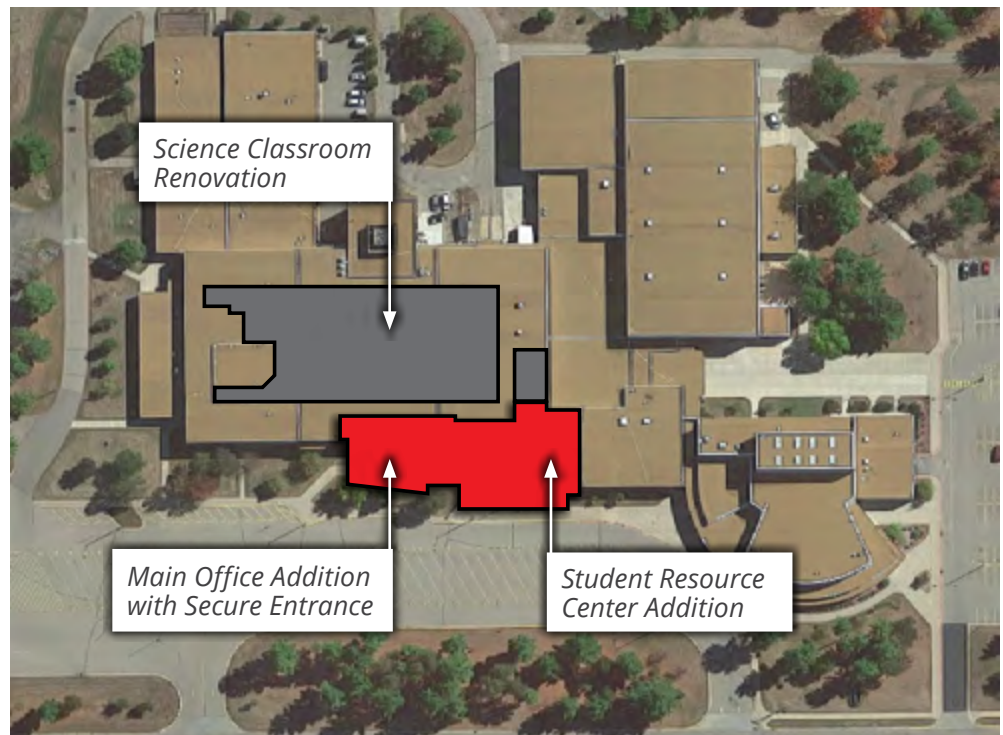 Science Classroom
Renovation
Main Office Addition
with Secure Entrance
Student Resource
Center Addition